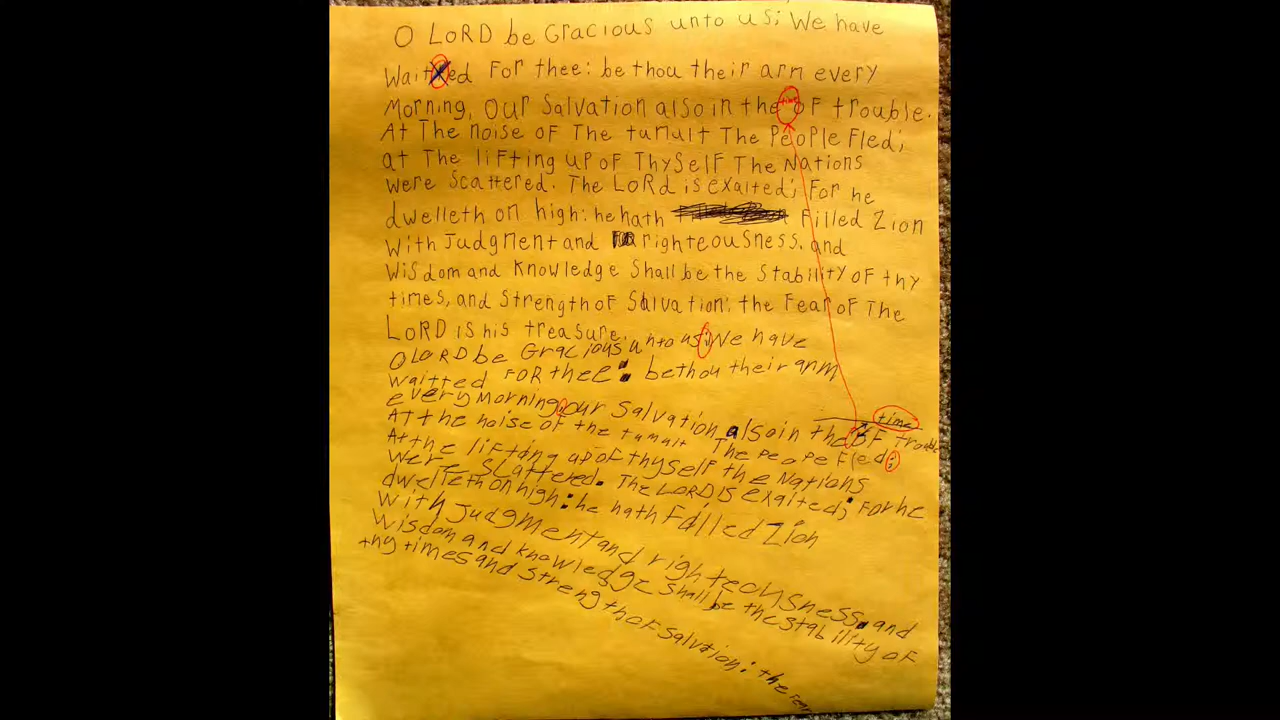 O LORD be Gracious unto us; We have
Waited For thee: be thou their arm every
Morning, our Salvation also in the time oF trouble.
At The noise oF The tumult The People Fled;
at The liFting up oF ThySelF The Nations
were Scattered. The LORD is exalted; For he
dwelleth on high: he hath Filled Zion
With Judgment and righteousness. and
Wisdom and Knowledge Shall be the Stability oF thy
times, and Strength oF Salvation: the Fear oF The
LORD is his treasure.
O LORD be Gracious unto us; We have
waitted FOR thee: be thou their arm
every Morning, our Salvation also in the oF trouble
time
At the noise oF the tumult The Peope Fled;
At the lifting up oF thyself the Nations
Were Scattered. The LORD is exalted; For he
dwelleth on high: he hath Filled Zion
With Judgment and righteousness. and
Wisdom and knowledge Shall be the Stability oF
thy times and Strength oF Salvtion: the Fear